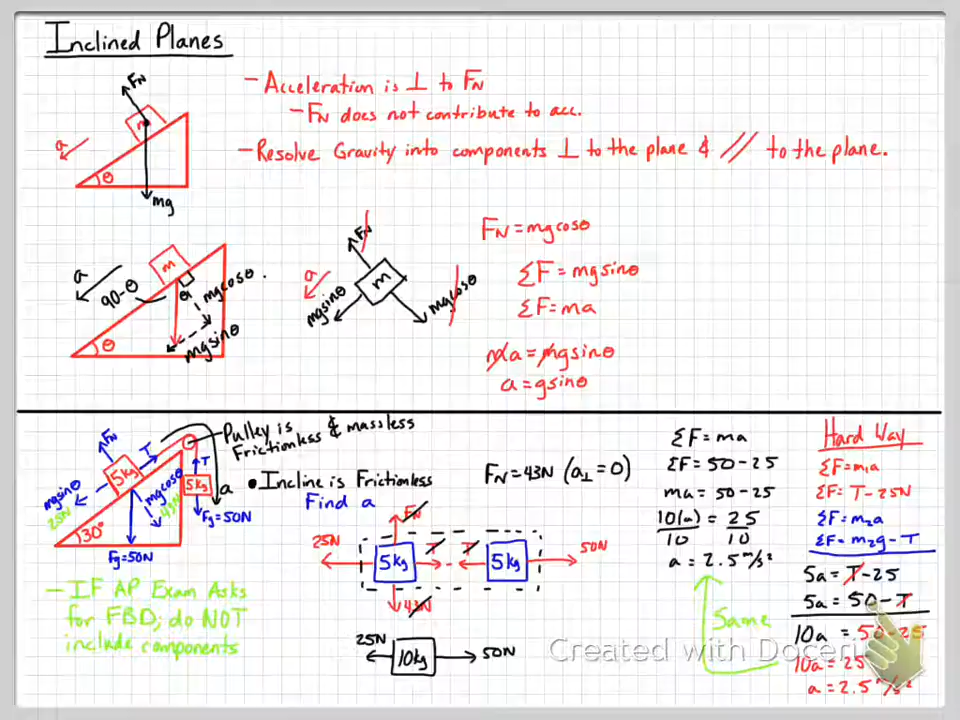 Inclined Planes
FN
m
a
θ
mg
- Acceleration is ⊥ to FN
- FN does not contribute to acc.
- Resolve Gravity into components ⊥ to the plane & // to the plane.
a
90-θ
m
θ
mgcosθ
mgsinθ
θ
FN
a
m
mgsinθ
mgcosθ
FN = mgcosθ
ΣF = mgsinθ
ΣF = ma
ma = mgsinθ
a = gsinθ
Pulley is
Frictionless & massless
FN
T
5kg
T
5kg
a
mgsinθ
25N
mgcosθ
43N
Fg=50N
30°
Fg=50N
• Incline is Frictionless
Find a
FN = 43N (a⊥ = 0)
FN
25N
5kg
T
T
5kg
50N
43N
25N
10kg
50N
- IF AP Exam Asks
for FBD; do NOT
include components
ΣF = ma
ΣF = 50 - 25
ma = 50 - 25
10(a) = 25
10 10
a = 2.5 m/s²
Same
Hard Way
ΣF = m₁a
ΣF = T - 25N
ΣF = m₂a
ΣF = m₂g - T
5a = T - 25
5a = 50 - T
10a = 50 - 25
10a = 25
a = 2.5 m/s²
Created with Doceri